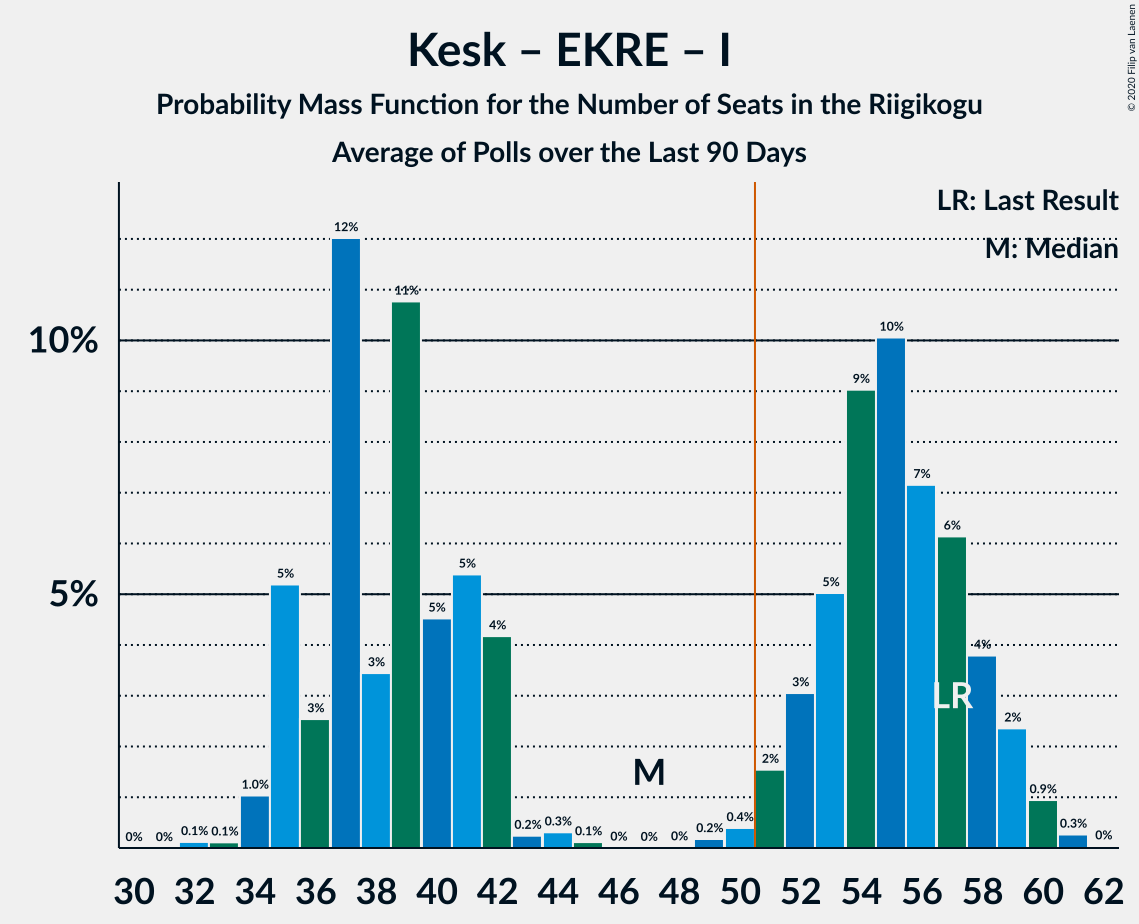 Kesk – EKRE – I
Probability Mass Function for the Number of Seats in the Riigikogu
Average of Polls over the Last 90 Days
© 2020 Filip van Laenen
LR: Last Result
M: Median
10%
5%
0% 0% 0.1% 0.1% 1.0% 5% 3% 12% 3% 11% 5% 5% 4% 0.2% 0.3% 0.1% 0% 0% 0% 0.2% 0.4% 2% 3% 5% 9% 10% 7% 6% 4% 2% 0.9% 0.3% 0%
M
LR
30 32 34 36 38 40 42 44 46 48 50 52 54 56 58 60 62